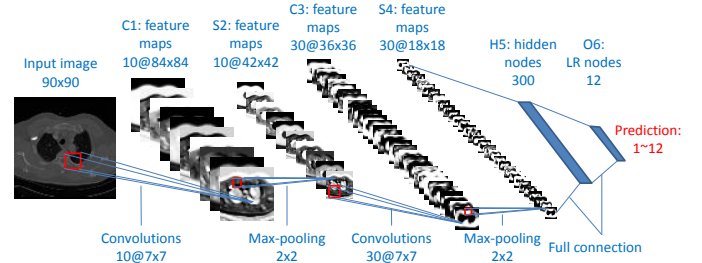 C1: feature
maps
10@84x84
S2: feature
maps
10@42x42
C3: feature
maps
30@36x36
S4: feature
maps
30@18x18
H5: hidden
nodes
300
O6:
LR nodes
12
Input image
90x90
Prediction:
1~12
Convolutions
10@7x7
Max-pooling
2x2
Convolutions
30@7x7
Max-pooling
2x2
Full connection